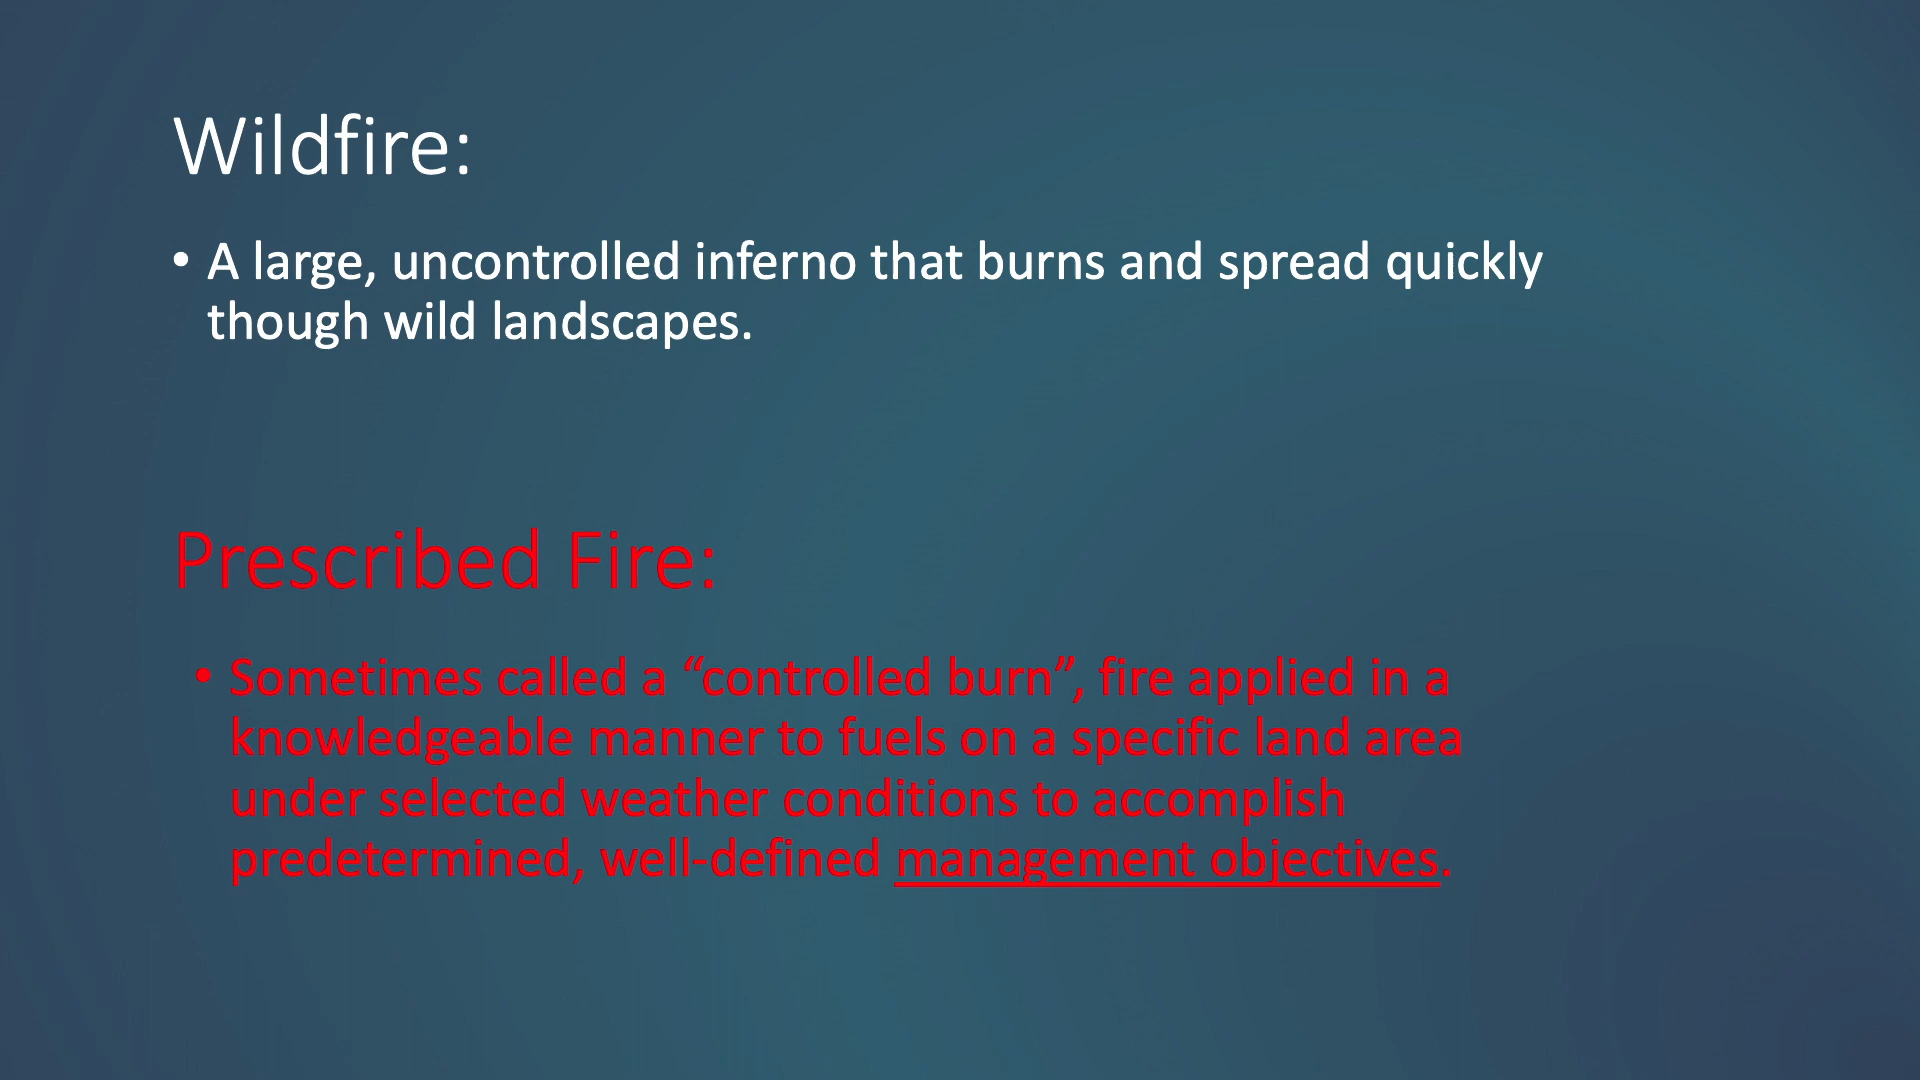 Wildfire:
• A large, uncontrolled inferno that burns and spread quickly
though wild landscapes.
Prescribed Fire:
• Sometimes called a “controlled burn”, fire applied in a
knowledgeable manner to fuels on a specific land area
under selected weather conditions to accomplish
predetermined, well-defined management objectives.